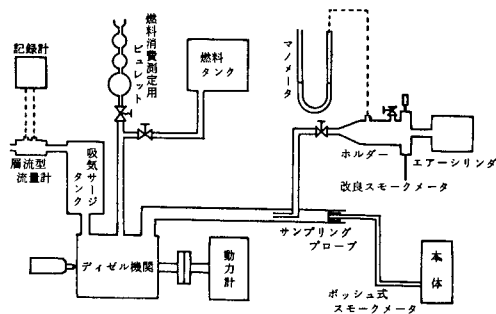 記録計
層流型
流量計
吸気サージ
タンク
燃料消費測定用
ビュレット
燃料
タンク
マノメータ
ホルダー
エアーシリンダ
改良スモークメータ
サンプリング
プローブ
ディゼル機関
動力計
ボッシュ式
スモークメータ
本体